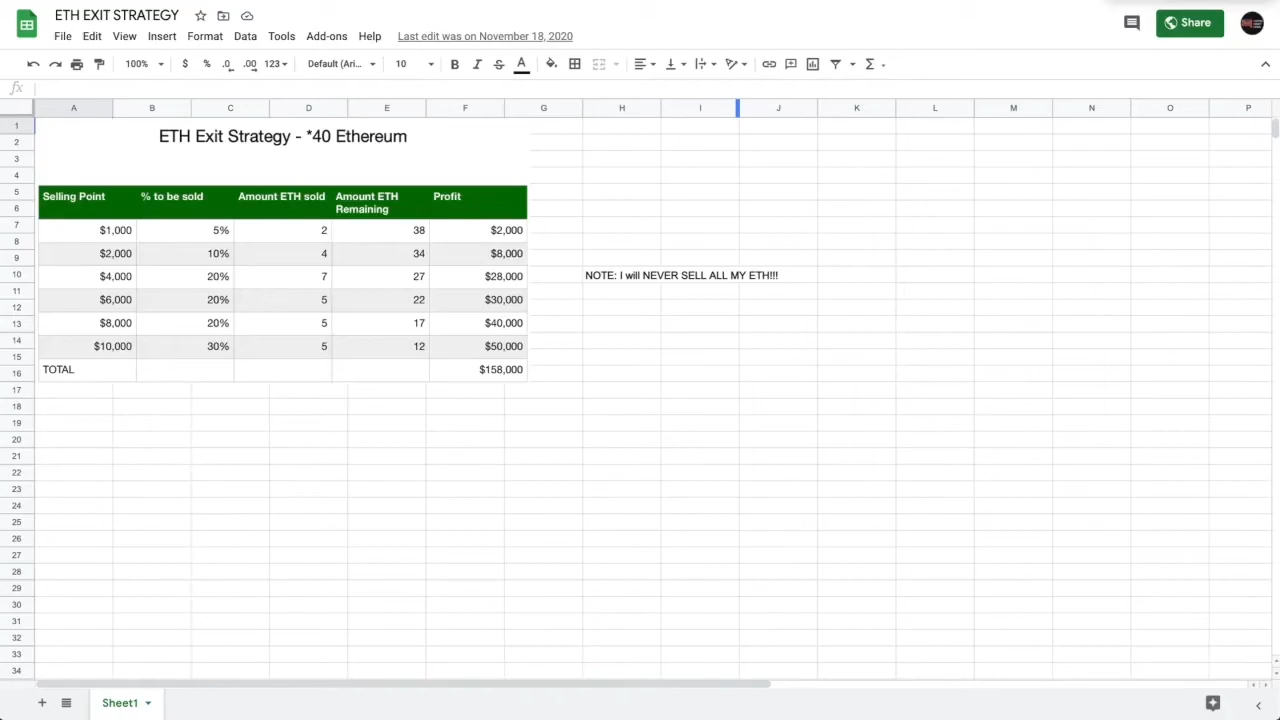 ETH EXIT STRATEGY
File Edit View Insert Format Data Tools Add-ons Help Last edit was on November 18, 2020
Share
100% $ % .0 .00 123 Default (Ari... 10 B I S A
fx
A B C D E F G H I J K L M N O P
1
ETH Exit Strategy - *40 Ethereum
2
3
4
5 Selling Point % to be sold Amount ETH sold Amount ETH Profit
6 Remaining
7 $1,000 5% 2 38 $2,000
8
9 $2,000 10% 4 34 $8,000
10 $4,000 20% 7 27 $28,000 NOTE: I will NEVER SELL ALL MY ETH!!!
11
12 $6,000 20% 5 22 $30,000
13 $8,000 20% 5 17 $40,000
14
15 $10,000 30% 5 12 $50,000
16 TOTAL $158,000
17
18
19
20
21
22
23
24
25
26
27
28
29
30
31
32
33
34
Sheet1